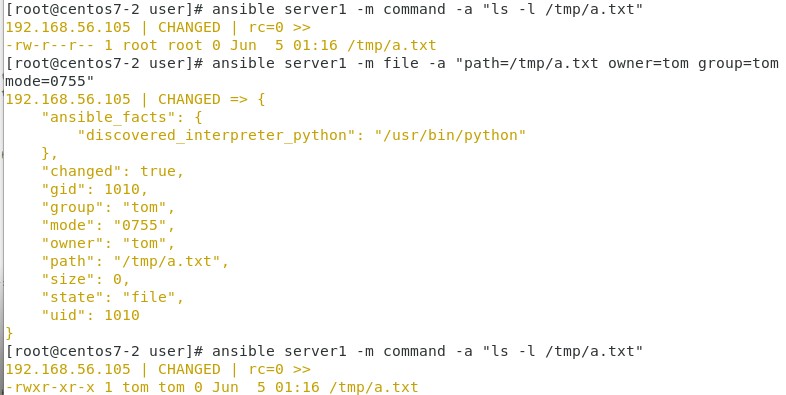 [root@centos7-2 user]# ansible server1 -m command -a "ls -l /tmp/a.txt"
192.168.56.105 | CHANGED | rc=0 >>
-rw-r--r-- 1 root root 0 Jun  5 01:16 /tmp/a.txt
[root@centos7-2 user]# ansible server1 -m file -a "path=/tmp/a.txt owner=tom group=tom
mode=0755"
192.168.56.105 | CHANGED => {
    "ansible_facts": {
        "discovered_interpreter_python": "/usr/bin/python"
    },
    "changed": true,
    "gid": 1010,
    "group": "tom",
    "mode": "0755",
    "owner": "tom",
    "path": "/tmp/a.txt",
    "size": 0,
    "state": "file",
    "uid": 1010
}
[root@centos7-2 user]# ansible server1 -m command -a "ls -l /tmp/a.txt"
192.168.56.105 | CHANGED | rc=0 >>
-rwxr-xr-x 1 tom tom 0 Jun  5 01:16 /tmp/a.txt